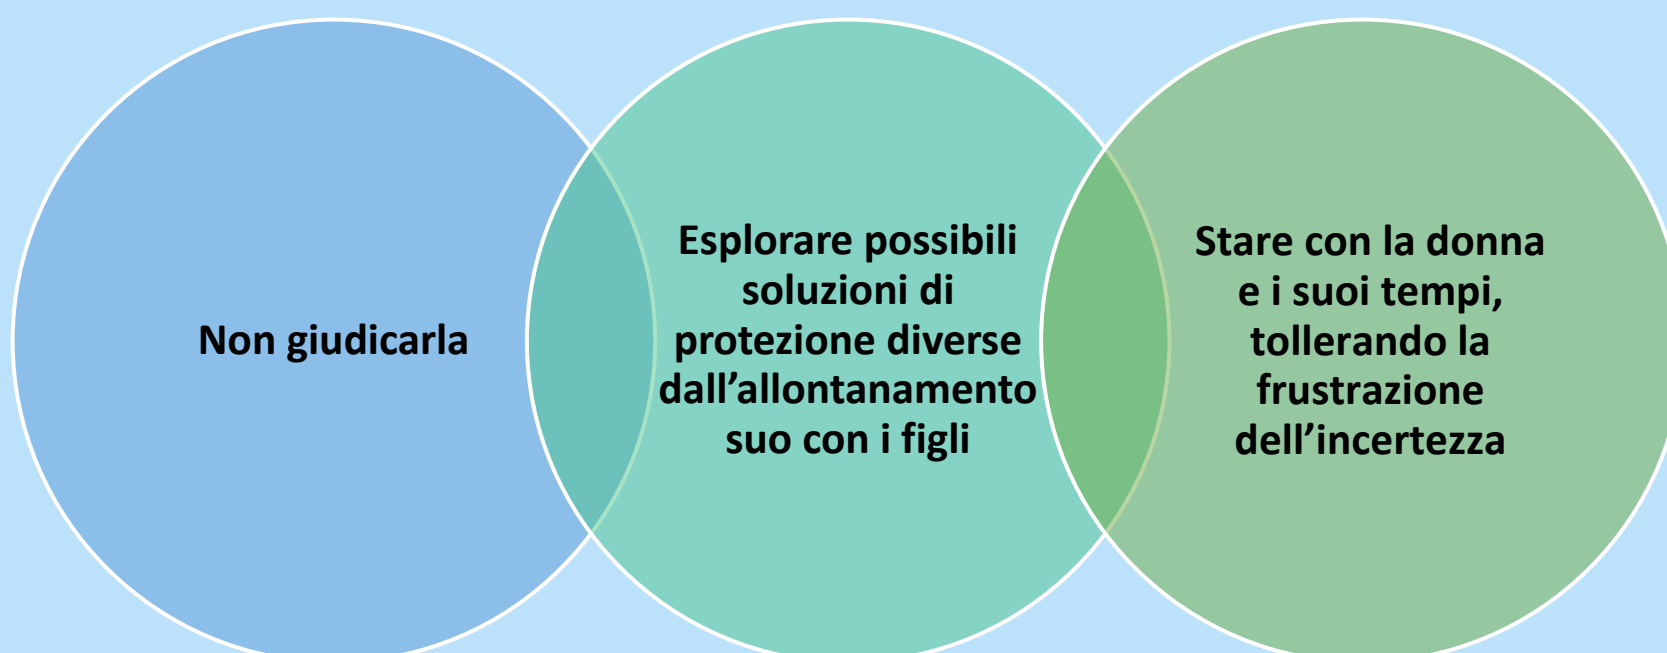 Non giudicarla
Esplorare possibili
soluzioni di
protezione diverse
dall’allontanamento
suo con i figli
Stare con la donna
e i suoi tempi,
tollerando la
frustrazione
dell’incertezza